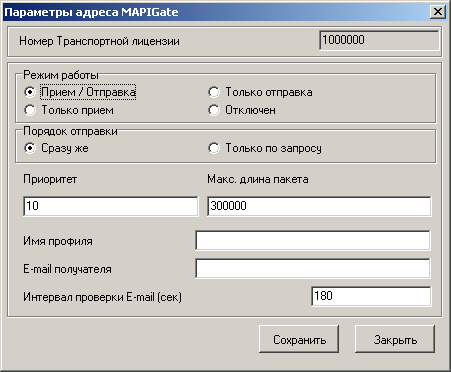 Параметры адреса MAPIGate
Номер Транспортной лицензии 1000000
Режим работы
Прием / Отправка Только отправка
Только прием Отключен
Порядок отправки
Сразу же Только по запросу
Приоритет Макс. длина пакета
10 300000
Имя профиля
E-mail получателя
Интервал проверки E-mail (сек) 180
Сохранить Закрыть